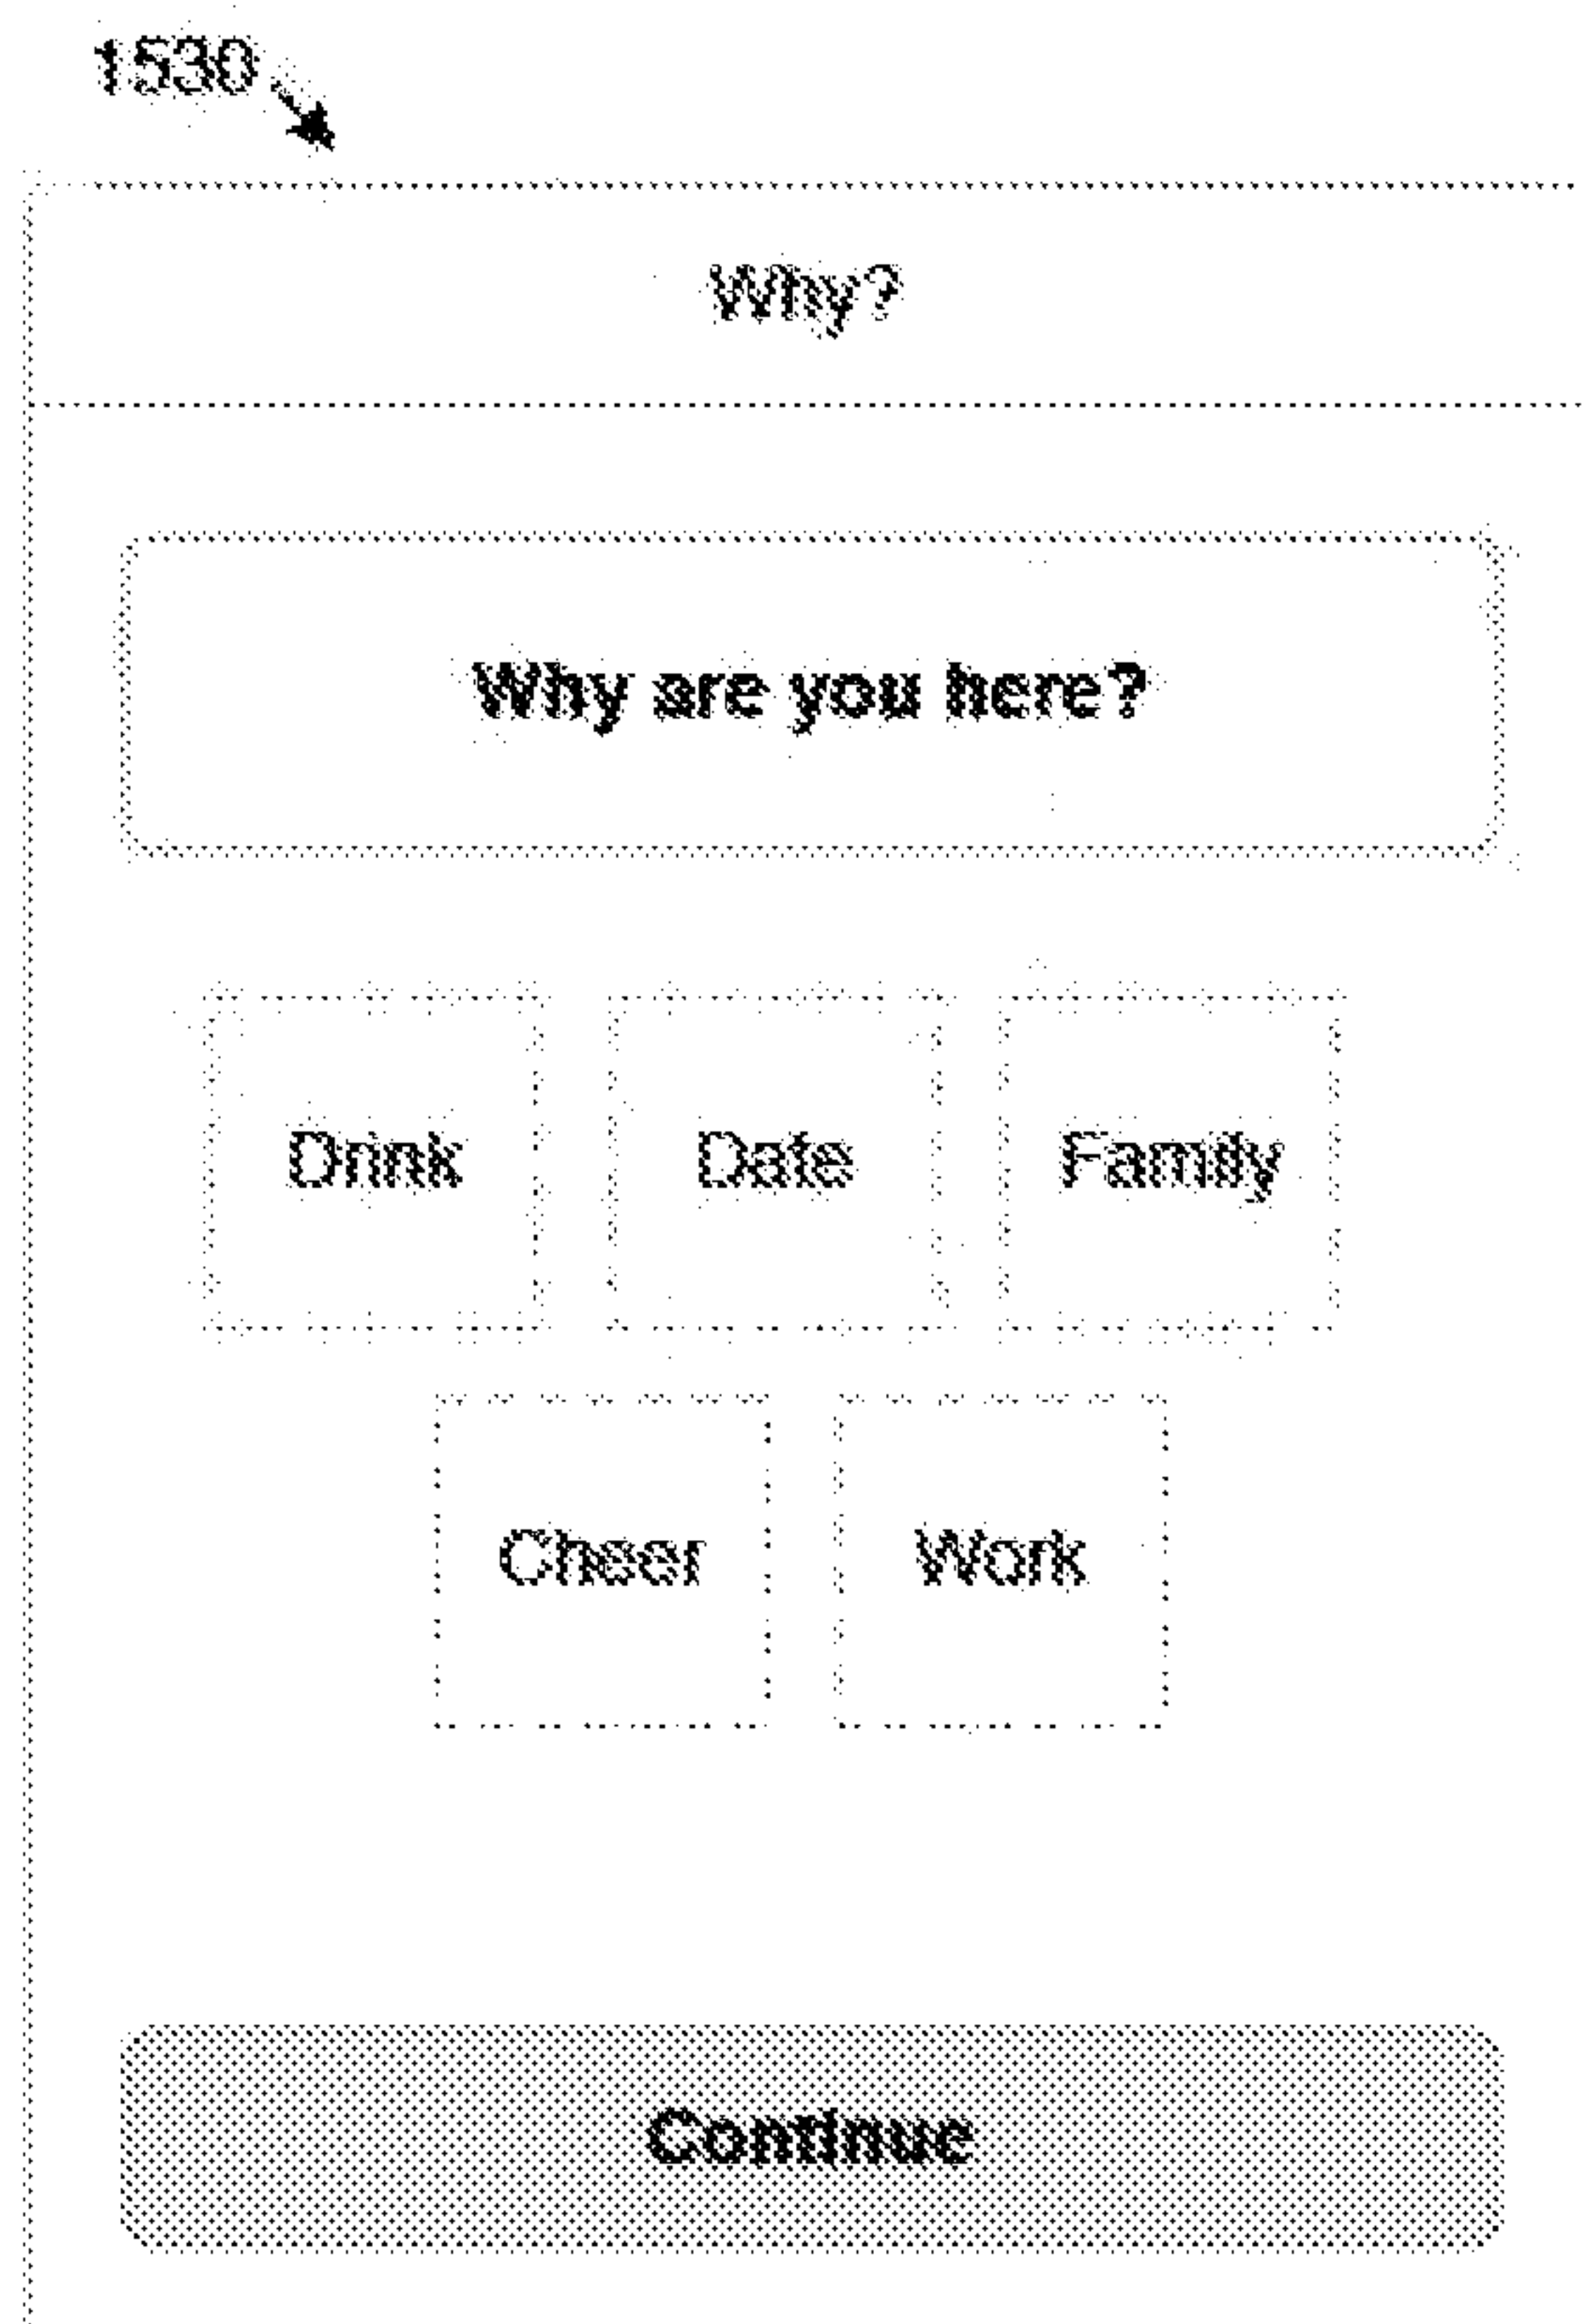 1530
Why?
Why are you here?
Drink Date Family
Cheer Work
Continue